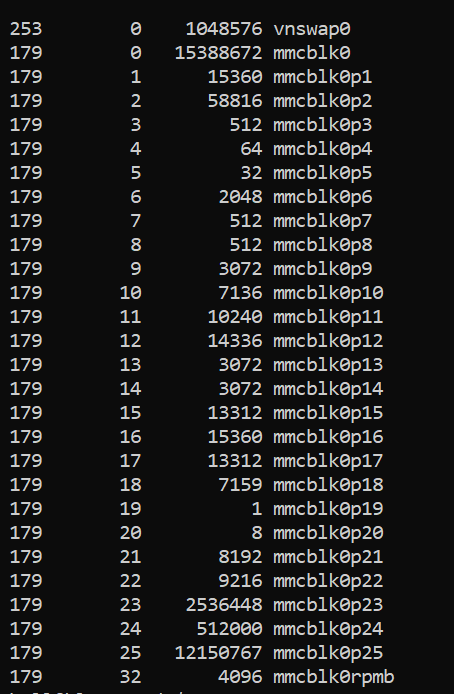 253 0 1048576 vnswap0
179 0 15388672 mmcblk0
179 1 15360 mmcblk0p1
179 2 58816 mmcblk0p2
179 3 512 mmcblk0p3
179 4 64 mmcblk0p4
179 5 32 mmcblk0p5
179 6 2048 mmcblk0p6
179 7 512 mmcblk0p7
179 8 512 mmcblk0p8
179 9 3072 mmcblk0p9
179 10 7136 mmcblk0p10
179 11 10240 mmcblk0p11
179 12 14336 mmcblk0p12
179 13 3072 mmcblk0p13
179 14 3072 mmcblk0p14
179 15 13312 mmcblk0p15
179 16 15360 mmcblk0p16
179 17 13312 mmcblk0p17
179 18 7159 mmcblk0p18
179 19 1 mmcblk0p19
179 20 8 mmcblk0p20
179 21 8192 mmcblk0p21
179 22 9216 mmcblk0p22
179 23 2536448 mmcblk0p23
179 24 512000 mmcblk0p24
179 25 12150767 mmcblk0p25
179 32 4096 mmcblk0rpmb